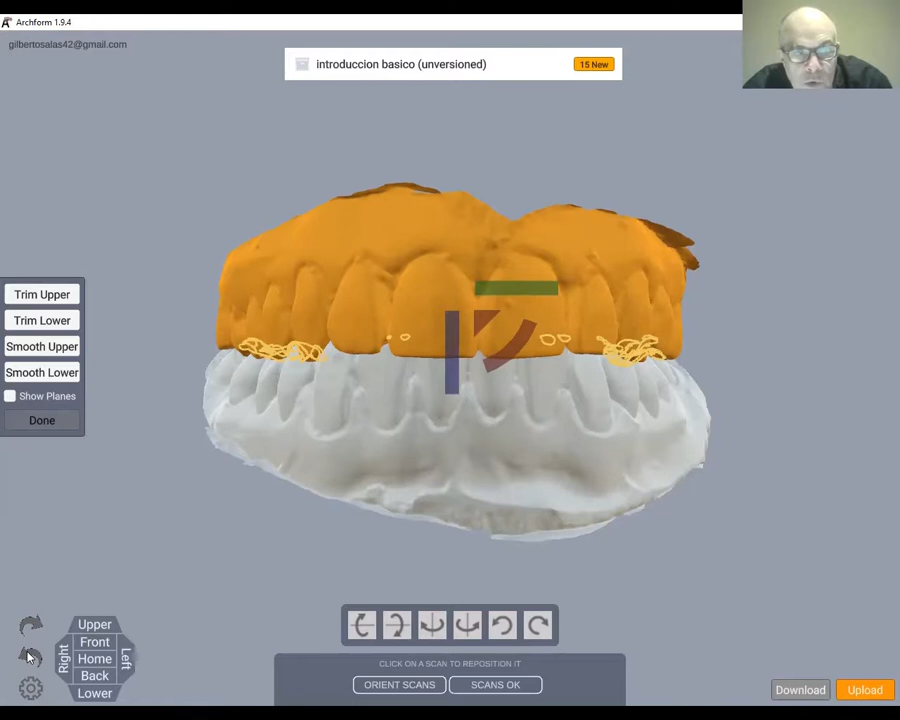 Archform 1.9.4
gilbertosalas42@gmail.com
introduccion basico (unversioned)
15 New
Trim Upper
Trim Lower
Smooth Upper
Smooth Lower
Show Planes
Done
Upper
Front
Right
Home
Left
Back
Lower
CLICK ON A SCAN TO REPOSITION IT
ORIENT SCANS
SCANS OK
Download
Upload